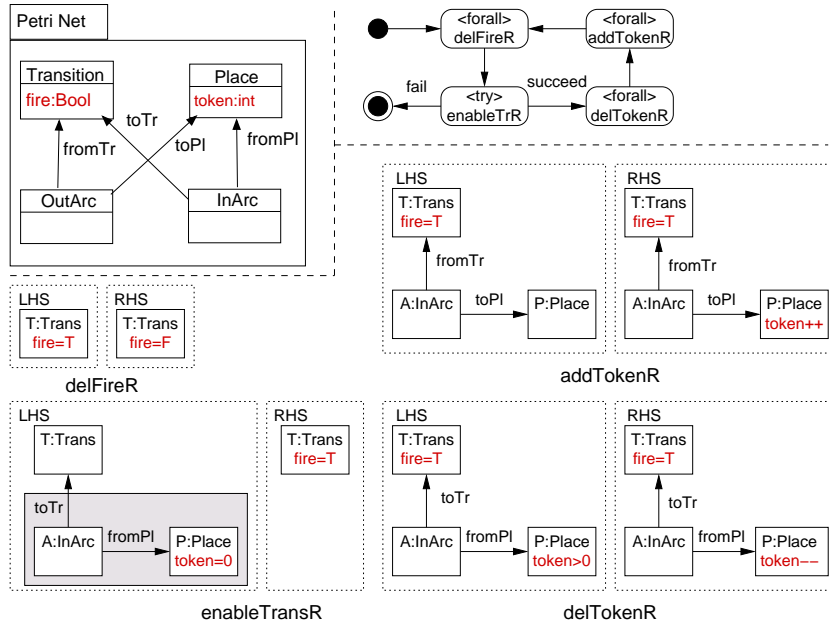 Petri Net
Transition
fire:Bool
Place
token:int
toTr
fromTr
toPl
fromPl
OutArc
InArc
<forall>
delFireR
<forall>
addTokenR
fail
<try>
enableTrR
succeed
<forall>
delTokenR
LHS
T:Trans
fire=T
fromTr
A:InArc
toPl
P:Place
RHS
T:Trans
fire=T
fromTr
A:InArc
toPl
P:Place
token++
addTokenR
LHS
T:Trans
fire=T
RHS
T:Trans
fire=F
delFireR
LHS
T:Trans
toTr
A:InArc
fromPl
P:Place
token=0
RHS
T:Trans
fire=T
enableTransR
LHS
T:Trans
fire=T
toTr
A:InArc
fromPl
P:Place
token>0
RHS
T:Trans
fire=T
toTr
A:InArc
fromPl
P:Place
token−−
delTokenR